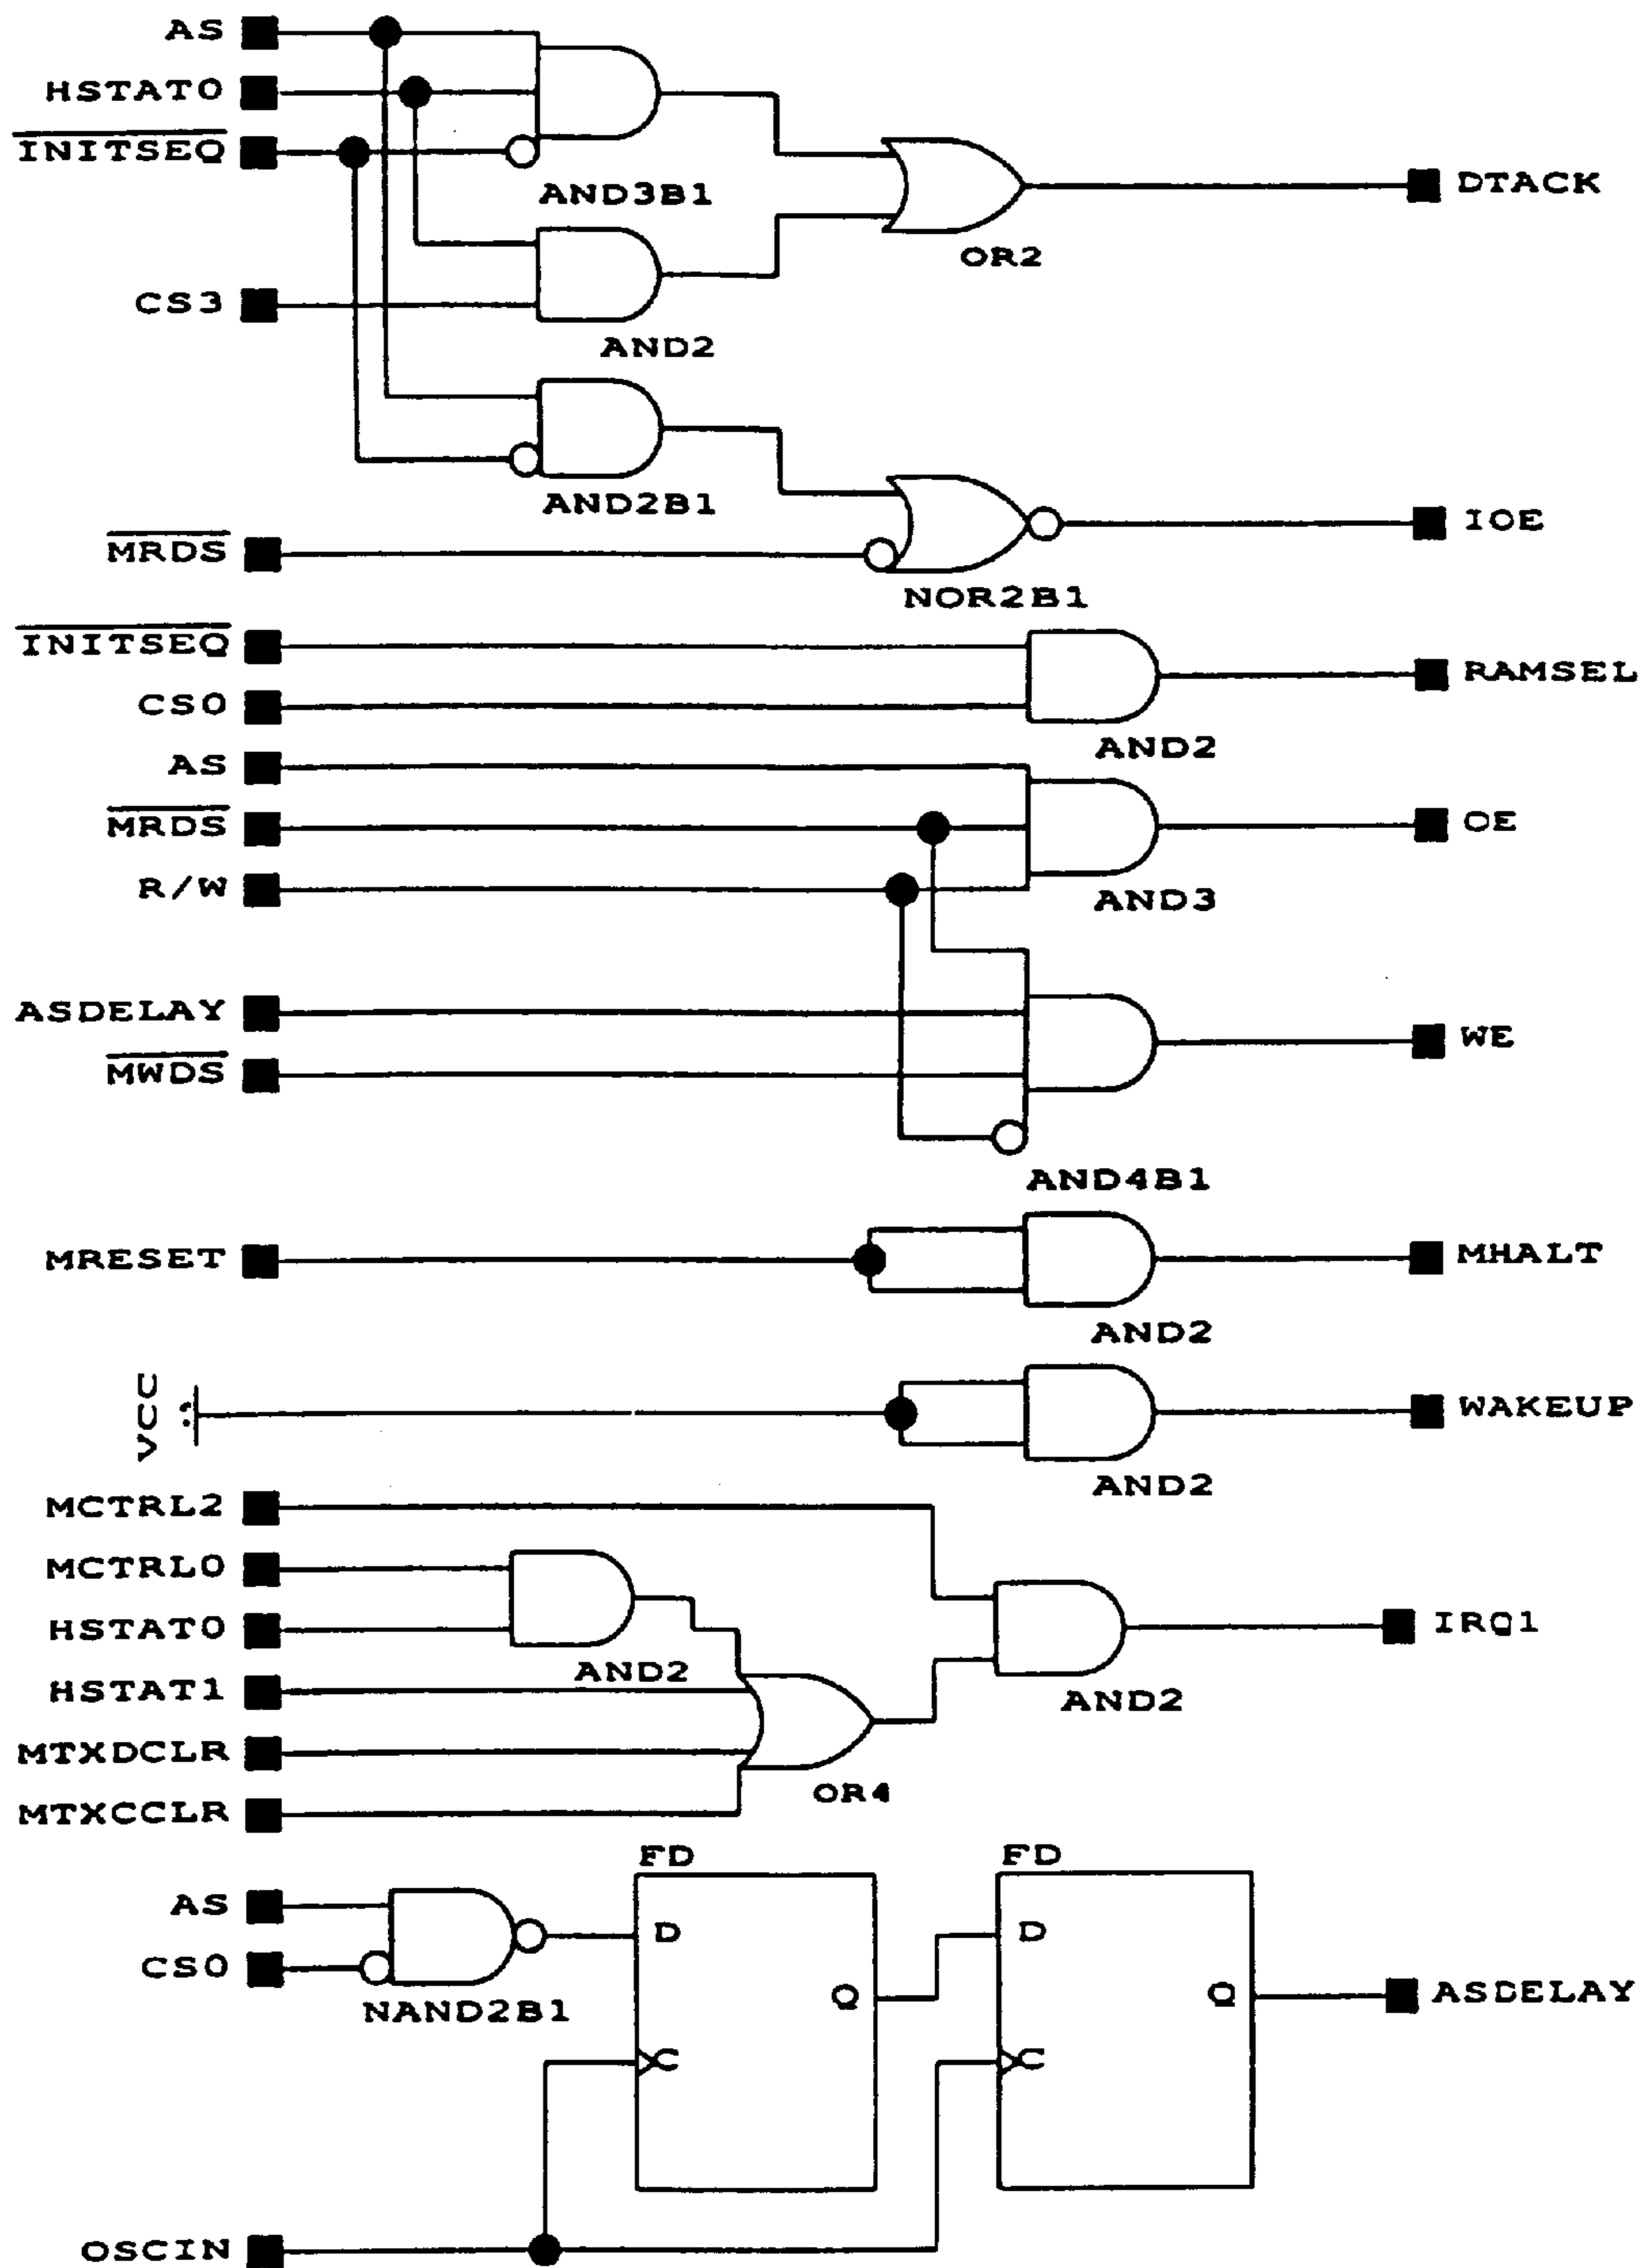 AS
HSTAT0
INITSEQ
AND3B1
DTACK
OR2
CS3
AND2
AND2B1
IOE
MRDS
NOR2B1
INITSEQ
RAMSEL
CS0
AND2
AS
MRDS
OE
R/W
AND3
ASDELAY
WE
MWDS
AND4B1
MRESET
MHALT
AND2
VCC
WAKEUP
AND2
MCTRL2
MCTRL0
HSTAT0
IRQ1
AND2
HSTAT1
AND2
MTXDCLR
OR4
MTXCCLR
FD
FD
AS
D
D
CS0
Q
Q
ASDELAY
NAND2B1
C
C
OSCIN